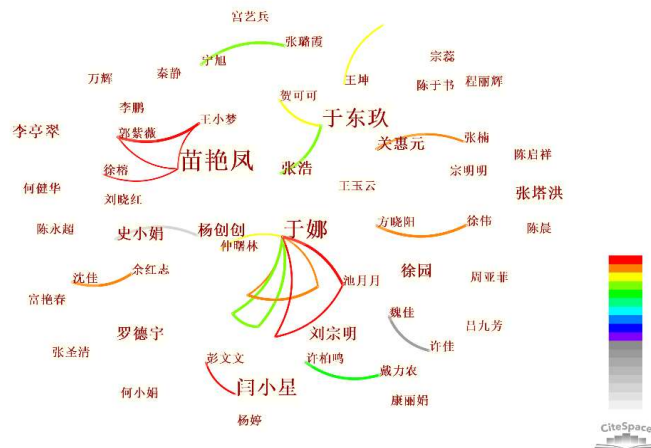 宫艺兵
张璐霞
宁旭
宗蕊
秦静
万辉
王坤
陈于书
程丽辉
贺可可
李鹏
王小梦
于东玖
李亭翠
郭紫薇
关惠元
张楠
陈启祥
苗艳凤
张浩
徐榕
宗明明
何健华
王玉云
张塔洪
刘晓红
陈永超
史小娟
杨创创
于娜
方晓阳
徐伟
陈晨
仲曙林
沈佳
余红志
池月月
徐园
周亚菲
富艳春
魏佳
吕九芳
罗德宇
刘宗明
张圣清
彭文文
许柏鸣
许佳
戴力农
何小娟
闫小星
康丽娟
杨婷
CiteSpace